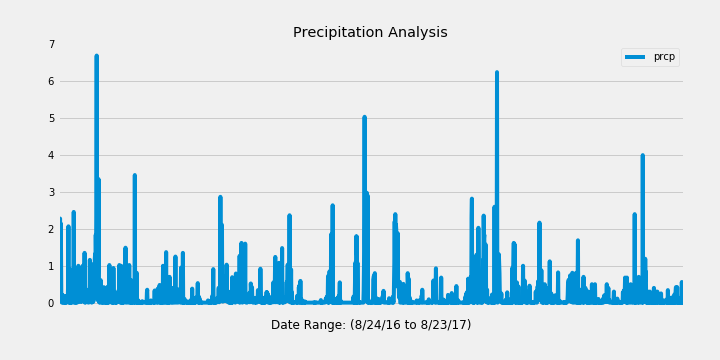 Precipitation Analysis
7
prcp
6
5
4
3
2
1
0
Date Range: (8/24/16 to 8/23/17)